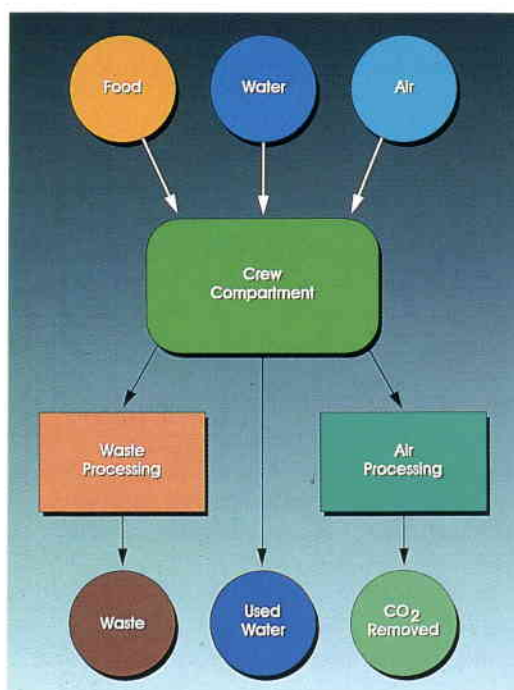 Food
Water
Air
Crew
Compartment
Waste
Processing
Air
Processing
Waste
Used
Water
CO2
Removed